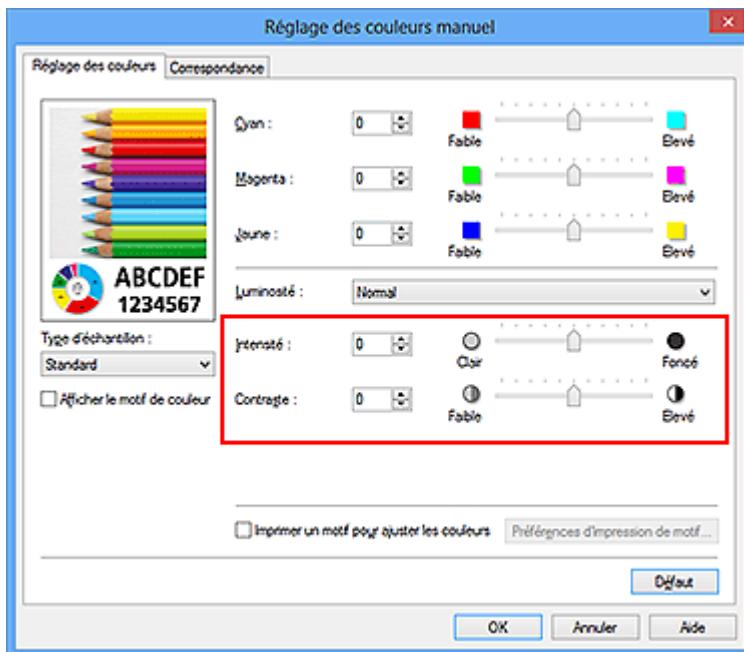 Réglage des couleurs manuel
Réglage des couleurs
Correspondance
Cyan :
0
Faible
Elevé
Magenta :
0
Faible
Elevé
Jaune :
0
Faible
Elevé
ABCDEF
1234567
Luminosité :
Normal
Type d'échantillon :
Standard
Intensité :
0
Clair
Foncé
Afficher le motif de couleur
Contraste :
0
Faible
Elevé
Imprimer un motif pour ajuster les couleurs
Préférences d'impression de motif...
Défaut
OK
Annuler
Aide